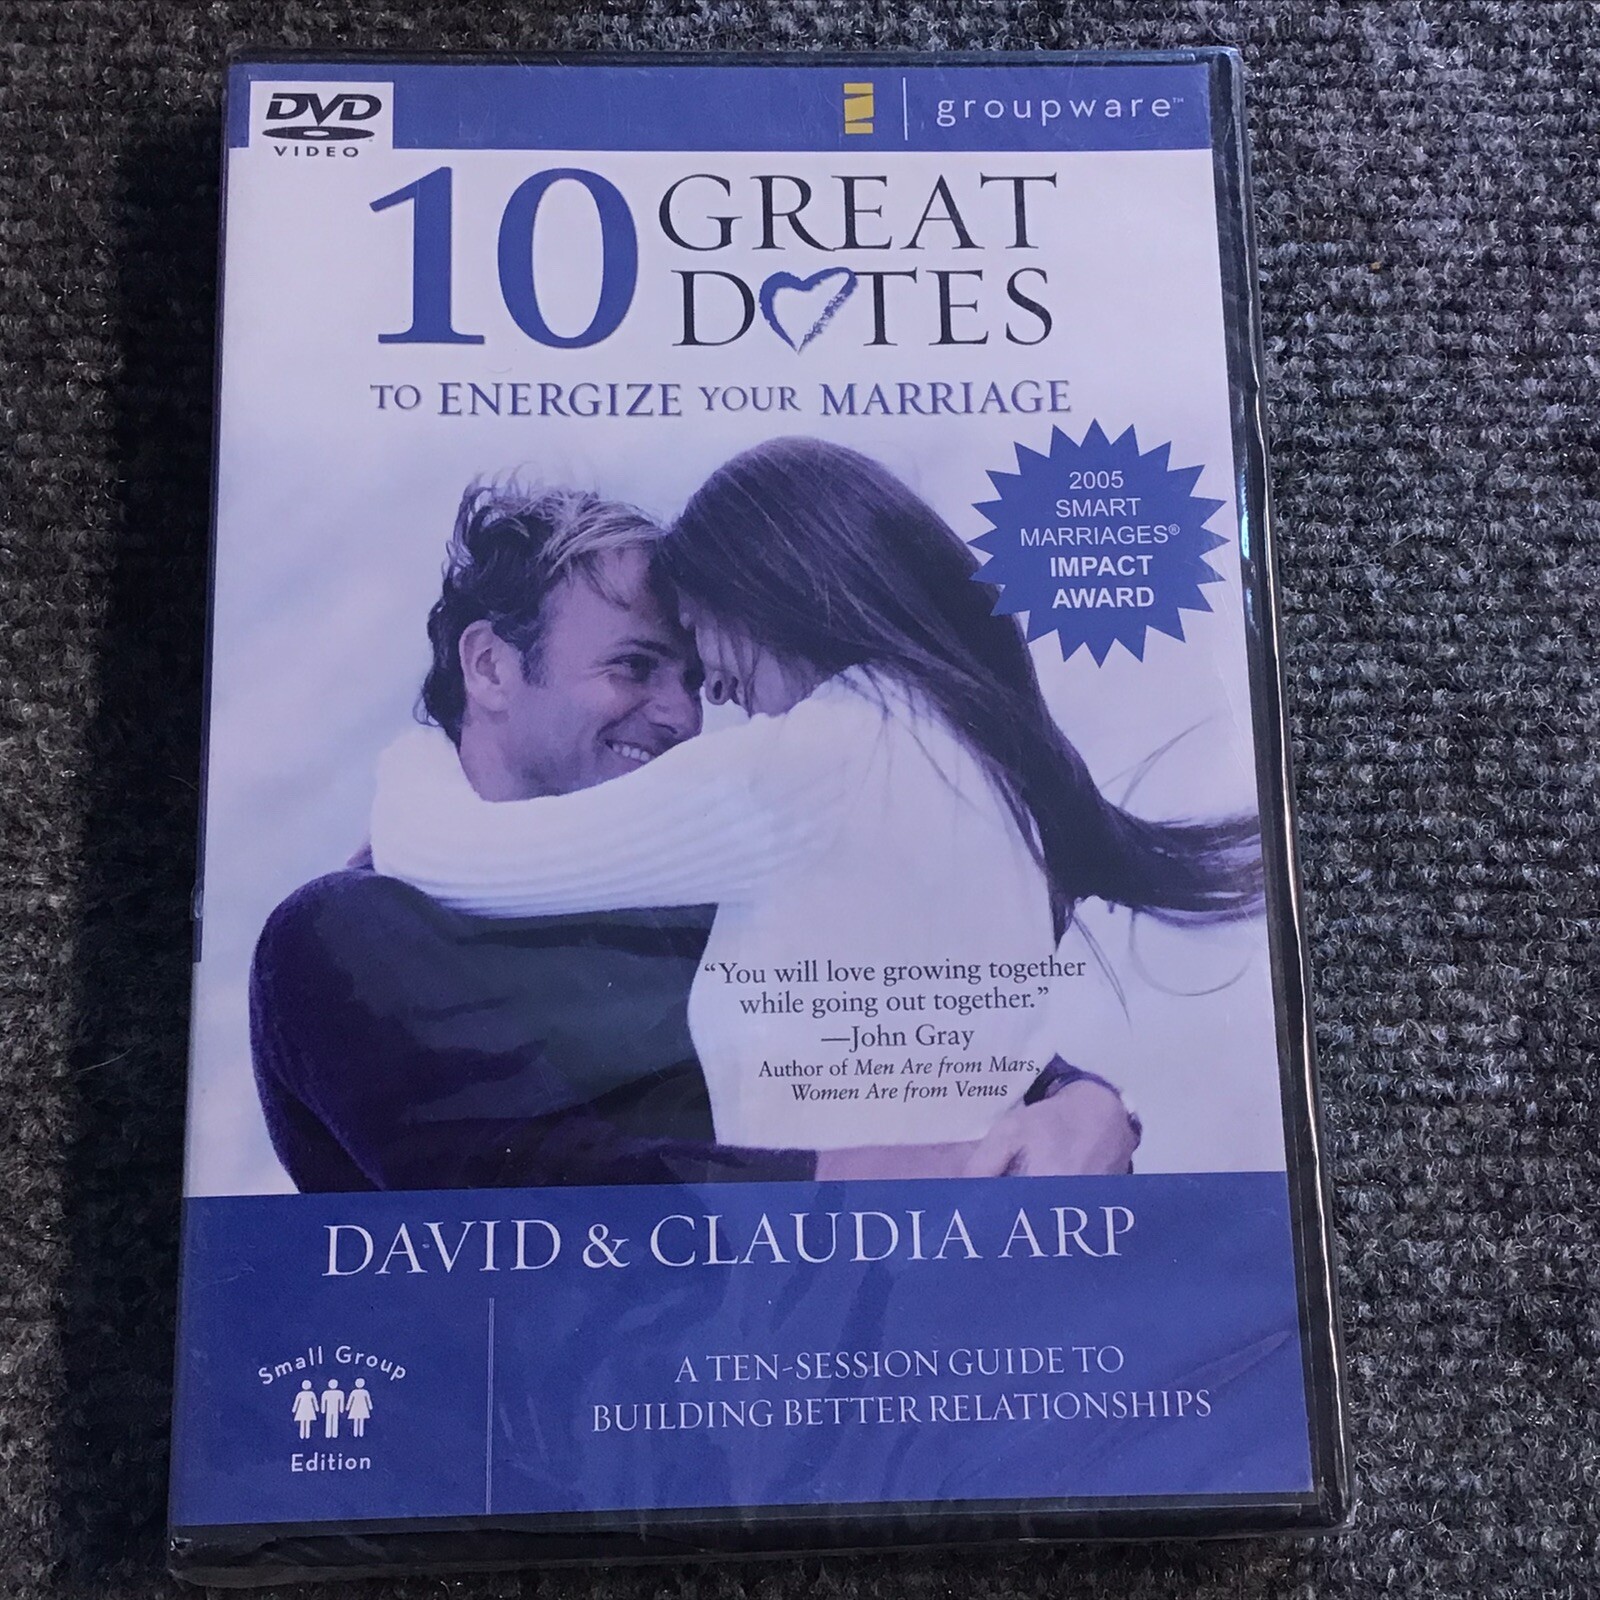 DVD
VIDEO
groupware™
10 GREAT
DATES
TO ENERGIZE YOUR MARRIAGE
2005
SMART
MARRIAGES®
IMPACT
AWARD
“You will love growing together
while going out together.”
—John Gray
Author of Men Are from Mars,
Women Are from Venus
DAVID & CLAUDIA ARP
Small Group
Edition
A TEN-SESSION GUIDE TO
BUILDING BETTER RELATIONSHIPS